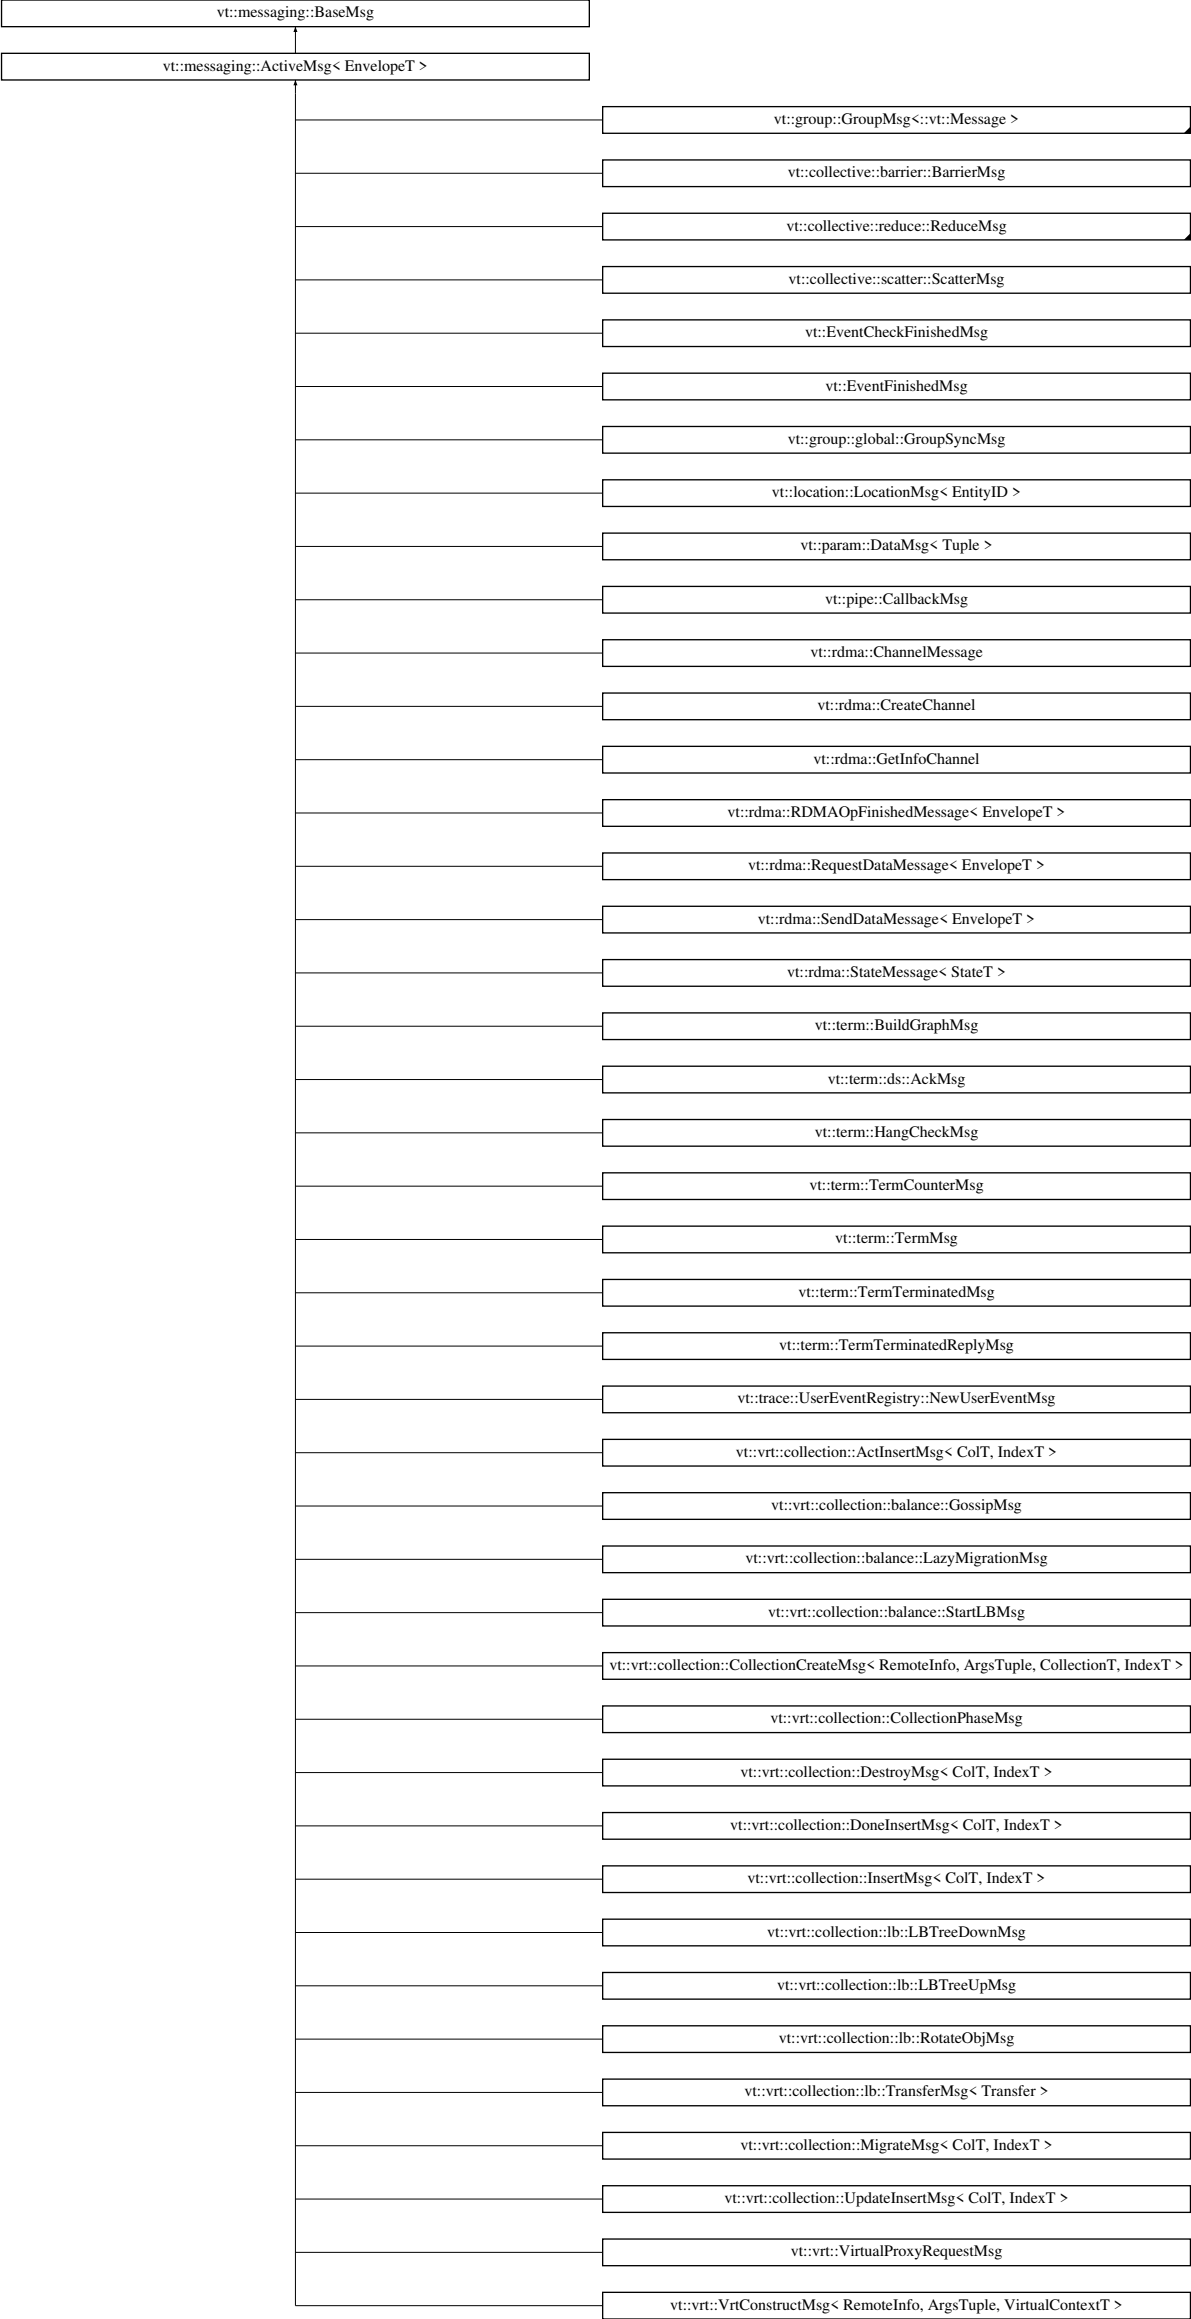 vt::messaging::BaseMsg
vt::messaging::ActiveMsg< EnvelopeT >
vt::group::GroupMsg<::vt::Message >
vt::collective::barrier::BarrierMsg
vt::collective::reduce::ReduceMsg
vt::collective::scatter::ScatterMsg
vt::EventCheckFinishedMsg
vt::EventFinishedMsg
vt::group::global::GroupSyncMsg
vt::location::LocationMsg< EntityID >
vt::param::DataMsg< Tuple >
vt::pipe::CallbackMsg
vt::rdma::ChannelMessage
vt::rdma::CreateChannel
vt::rdma::GetInfoChannel
vt::rdma::RDMAOpFinishedMessage< EnvelopeT >
vt::rdma::RequestDataMessage< EnvelopeT >
vt::rdma::SendDataMessage< EnvelopeT >
vt::rdma::StateMessage< StateT >
vt::term::BuildGraphMsg
vt::term::ds::AckMsg
vt::term::HangCheckMsg
vt::term::TermCounterMsg
vt::term::TermMsg
vt::term::TermTerminatedMsg
vt::term::TermTerminatedReplyMsg
vt::trace::UserEventRegistry::NewUserEventMsg
vt::vrt::collection::ActInsertMsg< ColT, IndexT >
vt::vrt::collection::balance::GossipMsg
vt::vrt::collection::balance::LazyMigrationMsg
vt::vrt::collection::balance::StartLBMsg
vt::vrt::collection::CollectionCreateMsg< RemoteInfo, ArgsTuple, CollectionT, IndexT >
vt::vrt::collection::CollectionPhaseMsg
vt::vrt::collection::DestroyMsg< ColT, IndexT >
vt::vrt::collection::DoneInsertMsg< ColT, IndexT >
vt::vrt::collection::InsertMsg< ColT, IndexT >
vt::vrt::collection::lb::LBTreeDownMsg
vt::vrt::collection::lb::LBTreeUpMsg
vt::vrt::collection::lb::RotateObjMsg
vt::vrt::collection::lb::TransferMsg< Transfer >
vt::vrt::collection::MigrateMsg< ColT, IndexT >
vt::vrt::collection::UpdateInsertMsg< ColT, IndexT >
vt::vrt::VirtualProxyRequestMsg
vt::vrt::VrtConstructMsg< RemoteInfo, ArgsTuple, VirtualContextT >